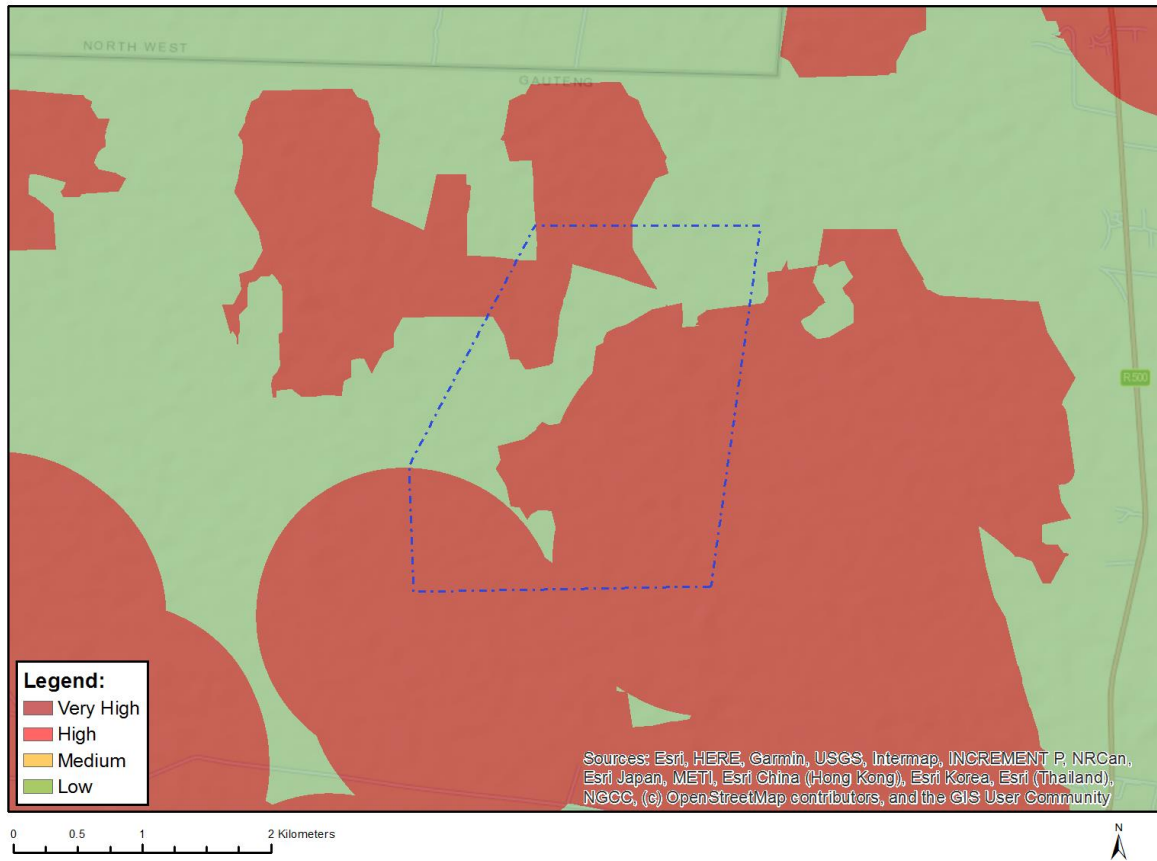 NORTH WEST
GAUTENG
R500
Legend:
Very High
High
Medium
Low
Sources: Esri, HERE, Garmin, USGS, Intermap, INCREMENT P, NRCan,
Esri Japan, METI, Esri China (Hong Kong), Esri Korea, Esri (Thailand),
NGCC, (c) OpenStreetMap contributors, and the GIS User Community
0 0.5 1 2 Kilometers
N